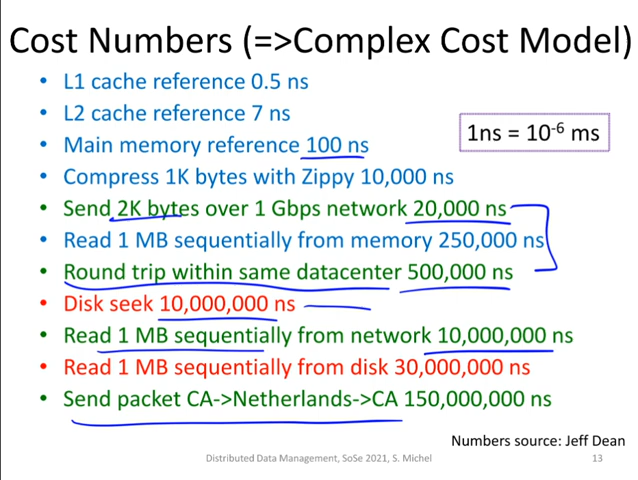 Cost Numbers (=>Complex Cost Model)
• L1 cache reference 0.5 ns
• L2 cache reference 7 ns
• Main memory reference 100 ns
1ns = 10⁻⁶ ms
• Compress 1K bytes with Zippy 10,000 ns
• Send 2K bytes over 1 Gbps network 20,000 ns
• Read 1 MB sequentially from memory 250,000 ns
• Round trip within same datacenter 500,000 ns
• Disk seek 10,000,000 ns
• Read 1 MB sequentially from network 10,000,000 ns
• Read 1 MB sequentially from disk 30,000,000 ns
• Send packet CA->Netherlands->CA 150,000,000 ns
Numbers source: Jeff Dean
Distributed Data Management, SoSe 2021, S. Michel
13